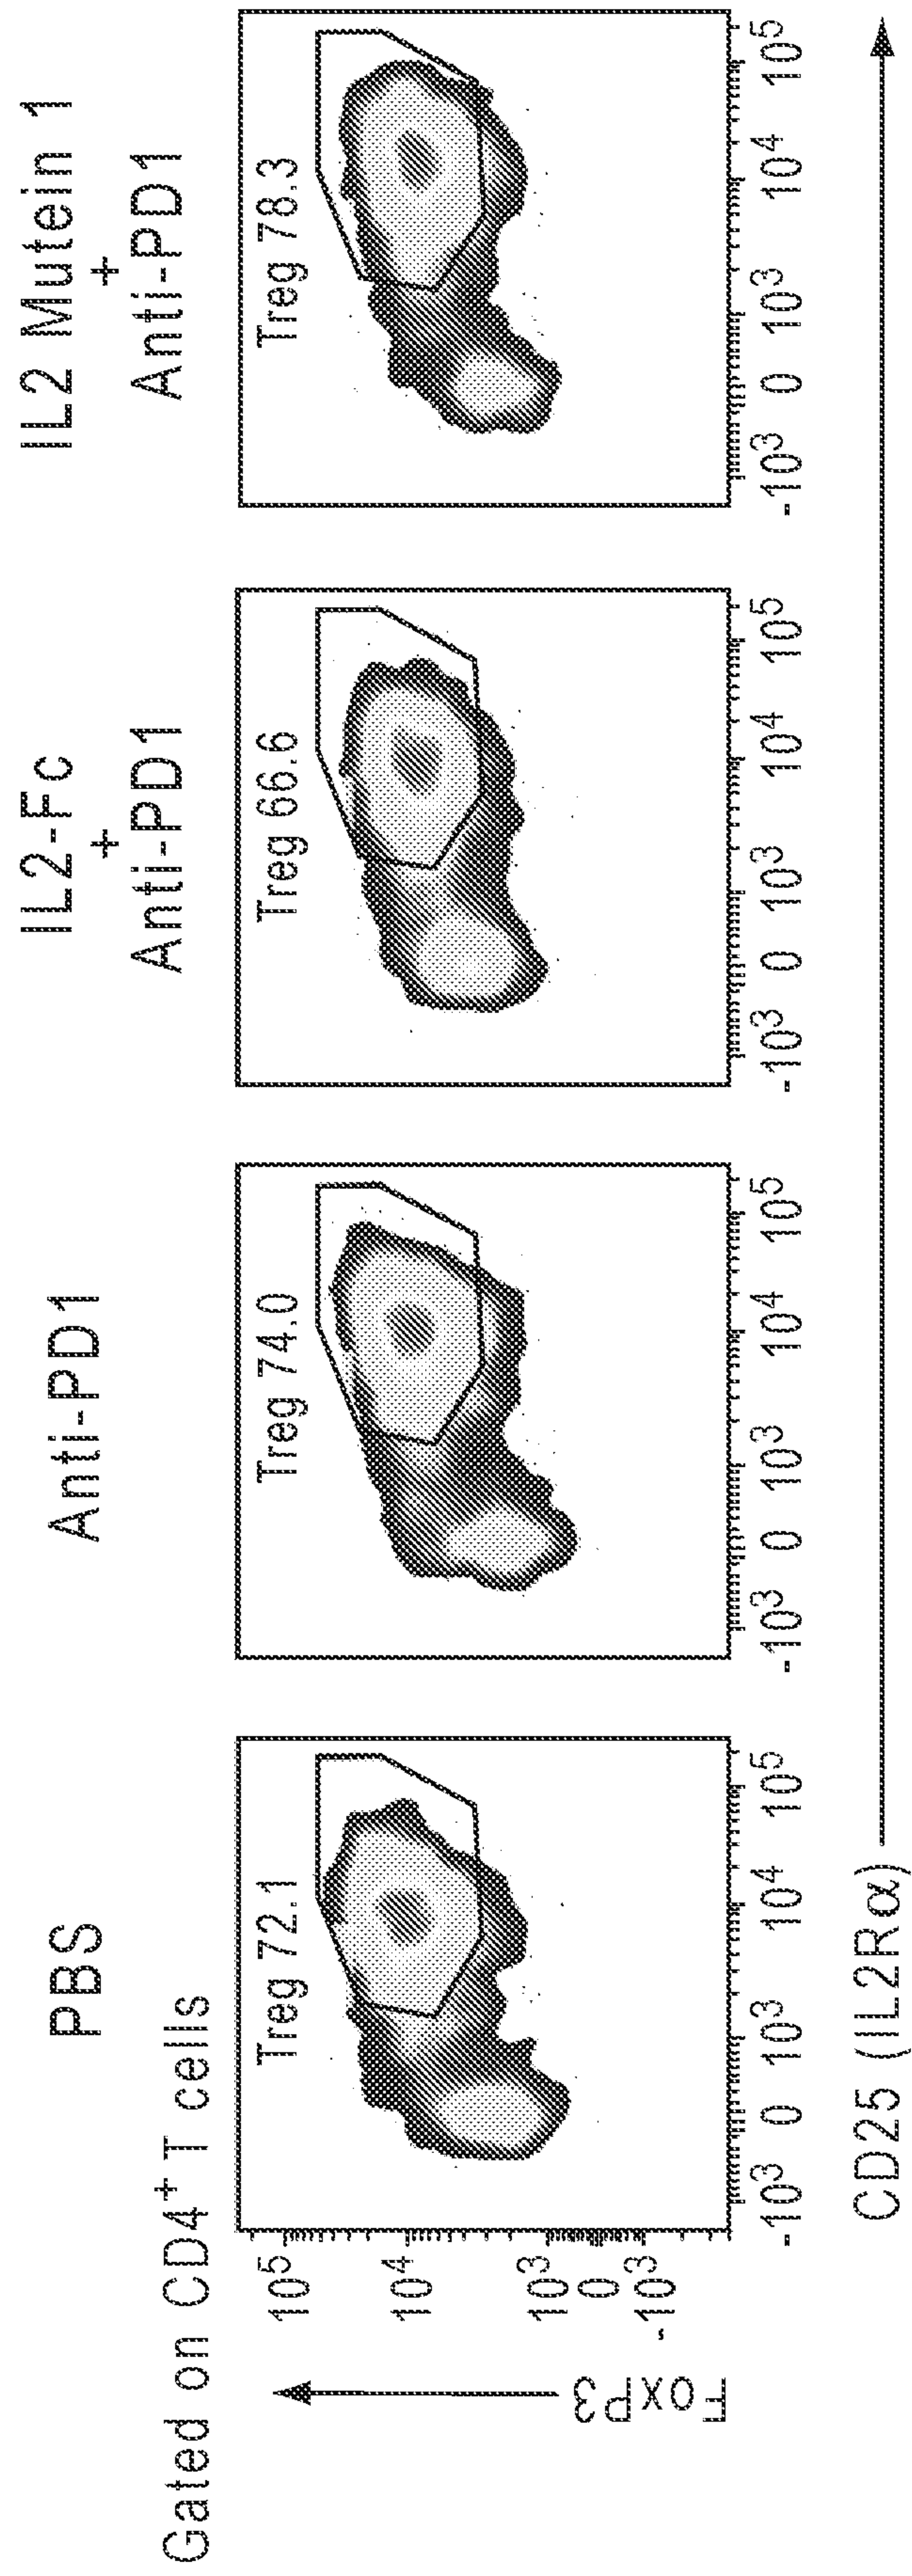 PBS
Anti-PD1
IL2-Fc
+
Anti-PD1
IL2 Mutein 1
+
Anti-PD1
Gated on CD4⁺T cells
Treg 72.1
Treg 74.0
Treg 66.6
Treg 78.3
FoxP3
10⁵
10⁴
10³
0
-10³
-10³ 0 10³ 10⁴ 10⁵
-10³ 0 10³ 10⁴ 10⁵
-10³ 0 10³ 10⁴ 10⁵
-10³ 0 10³ 10⁴ 10⁵
CD25 (IL2Rα)